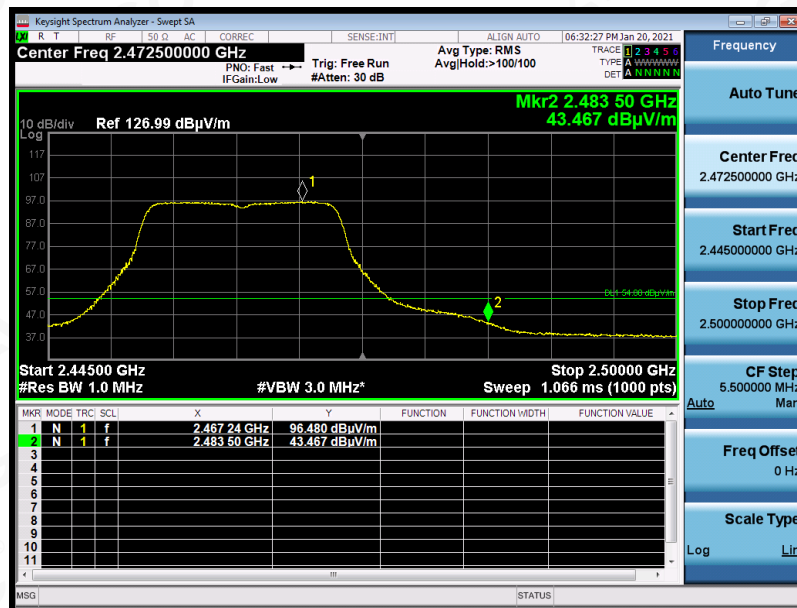 Keysight Spectrum Analyzer - Swept SA
LXI R T RF 50 Ω AC CORREC SENSE:INT ALIGN AUTO 06:32:27 PM Jan 20, 2021
Center Freq 2.472500000 GHz
PNO: Fast Trig: Free Run
IFGain:Low #Atten: 30 dB
Avg Type: RMS
Avg|Hold:>100/100
TRACE 1 2 3 4 5 6
TYPE A WWWWW
DET A N N N N N
Mkr2 2.483 50 GHz
43.467 dBµV/m
10 dB/div Ref 126.99 dBµV/m
Log
117
107
97.0
87.0
77.0
67.0
57.0
47.0
37.0
1
2
DL1 54.00 dBµV/m
Start 2.44500 GHz Stop 2.50000 GHz
#Res BW 1.0 MHz #VBW 3.0 MHz* Sweep 1.066 ms (1000 pts)
MKR MODE TRC SCL X Y FUNCTION FUNCTION WIDTH FUNCTION VALUE
1 N 1 f 2.467 24 GHz 96.480 dBµV/m
2 N 1 f 2.483 50 GHz 43.467 dBµV/m
3
4
5
6
7
8
9
10
11
MSG STATUS
Frequency
Auto Tune
Center Freq
2.472500000 GHz
Start Freq
2.445000000 GHz
Stop Freq
2.500000000 GHz
CF Step
5.500000 MHz
Auto Man
Freq Offset
0 Hz
Scale Type
Log Lin